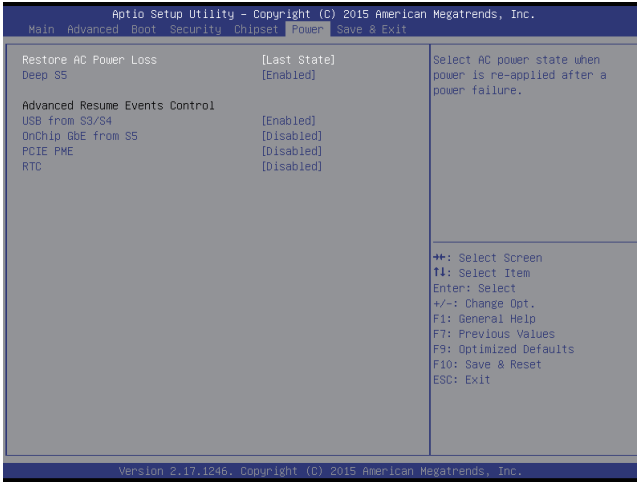 Aptio Setup Utility – Copyright (C) 2015 American Megatrends, Inc.
Main Advanced Boot Security Chipset Power Save & Exit
Restore AC Power Loss [Last State]
Deep S5 [Enabled]
Advanced Resume Events Control
USB from S3/S4 [Enabled]
OnChip GbE from S5 [Disabled]
PCIE PME [Disabled]
RTC [Disabled]
Select AC power state when
power is re-applied after a
power failure.
→←: Select Screen
↑↓: Select Item
Enter: Select
+/-: Change Opt.
F1: General Help
F7: Previous Values
F9: Optimized Defaults
F10: Save & Reset
ESC: Exit
Version 2.17.1246. Copyright (C) 2015 American Megatrends, Inc.